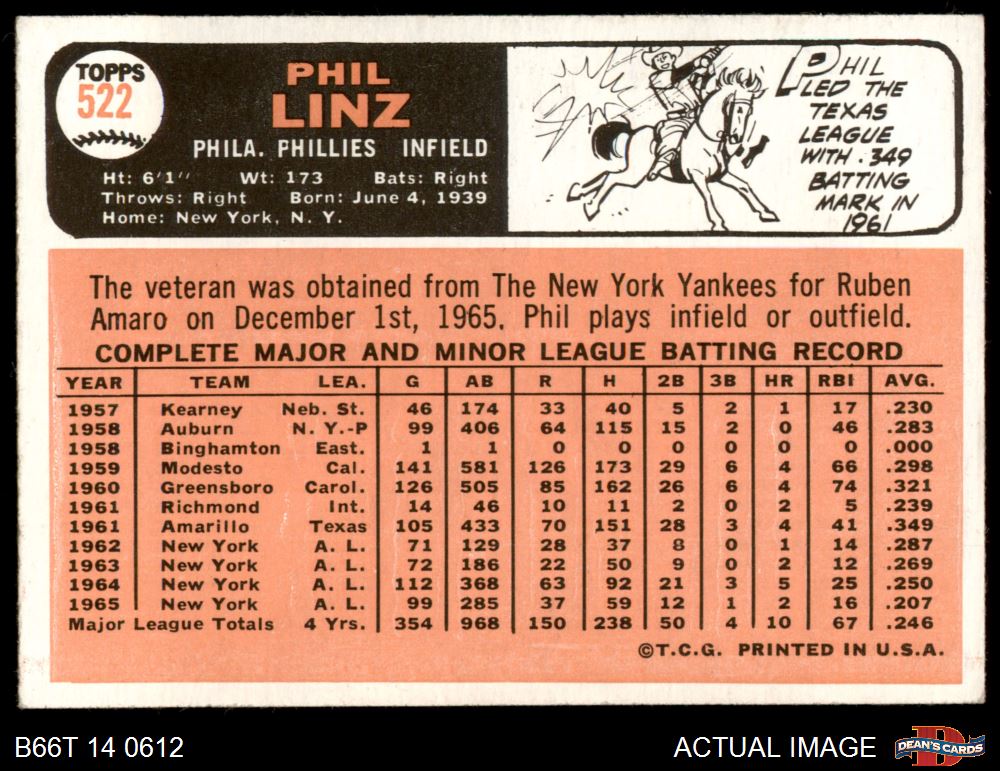 TOPPS
522
PHIL
LINZ
PHILA. PHILLIES INFIELD
Ht: 6'1" Wt: 173 Bats: Right
Throws: Right Born: June 4, 1939
Home: New York, N. Y.
PHIL
LED THE
TEXAS
LEAGUE
WITH .349
BATTING
MARK IN
1961
The veteran was obtained from The New York Yankees for Ruben
Amaro on December 1st, 1965. Phil plays infield or outfield.
COMPLETE MAJOR AND MINOR LEAGUE BATTING RECORD
YEAR TEAM LEA. G AB R H 2B 3B HR RBI AVG.
1957 Kearney Neb. St. 46 174 33 40 5 2 1 17 .230
1958 Auburn N. Y.-P 99 406 64 115 15 2 0 46 .283
1958 Binghamton East. 1 1 0 0 0 0 0 0 .000
1959 Modesto Cal. 141 581 126 173 29 6 4 66 .298
1960 Greensboro Carol. 126 505 85 162 26 6 4 74 .321
1961 Richmond Int. 14 46 10 11 2 0 2 5 .239
1961 Amarillo Texas 105 433 70 151 28 3 4 41 .349
1962 New York A. L. 71 129 28 37 8 0 1 14 .287
1963 New York A. L. 72 186 22 50 9 0 2 12 .269
1964 New York A. L. 112 368 63 92 21 3 5 25 .250
1965 New York A. L. 99 285 37 59 12 1 2 16 .207
Major League Totals 4 Yrs. 354 968 150 238 50 4 10 67 .246
©T.C.G. PRINTED IN U.S.A.
B66T 14 0612
ACTUAL IMAGE
D
DEAN'S CARDS